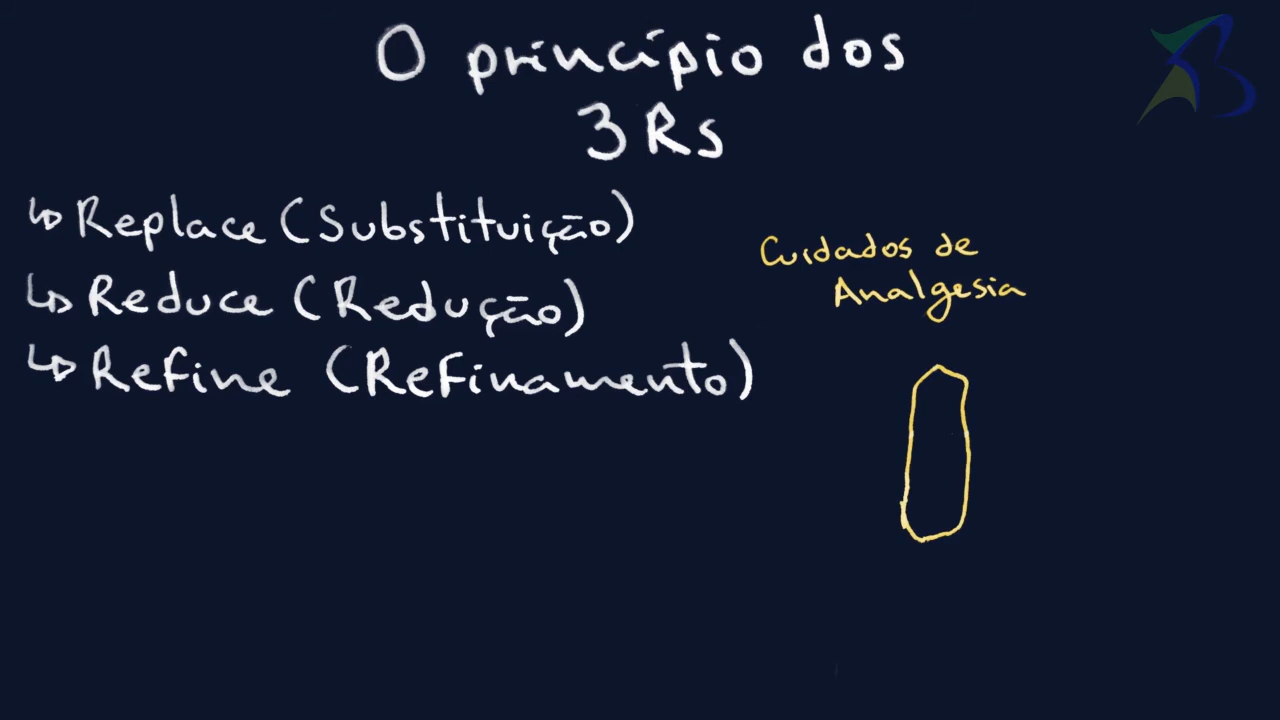 O princípio dos
3Rs
↳ Replace (Substituição)
↳ Reduce (Redução)
↳ Refine (Refinamento)
Cuidados de
Analgesia